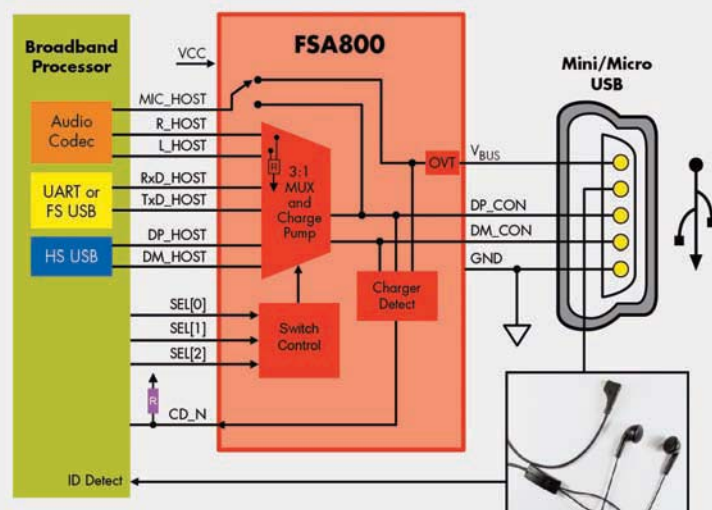 Broadband
Processor
FSA800
VCC
Mini/Micro
USB
MIC_HOST
Audio
Codec
R_HOST
L_HOST
R
OVT
VBUS
UART or
FS USB
RxD_HOST
TxD_HOST
3:1
MUX
and
Charge
Pump
DP_CON
HS USB
DP_HOST
DM_HOST
DM_CON
GND
Charger
Detect
SEL[0]
SEL[1]
SEL[2]
Switch
Control
R
CD_N
ID Detect